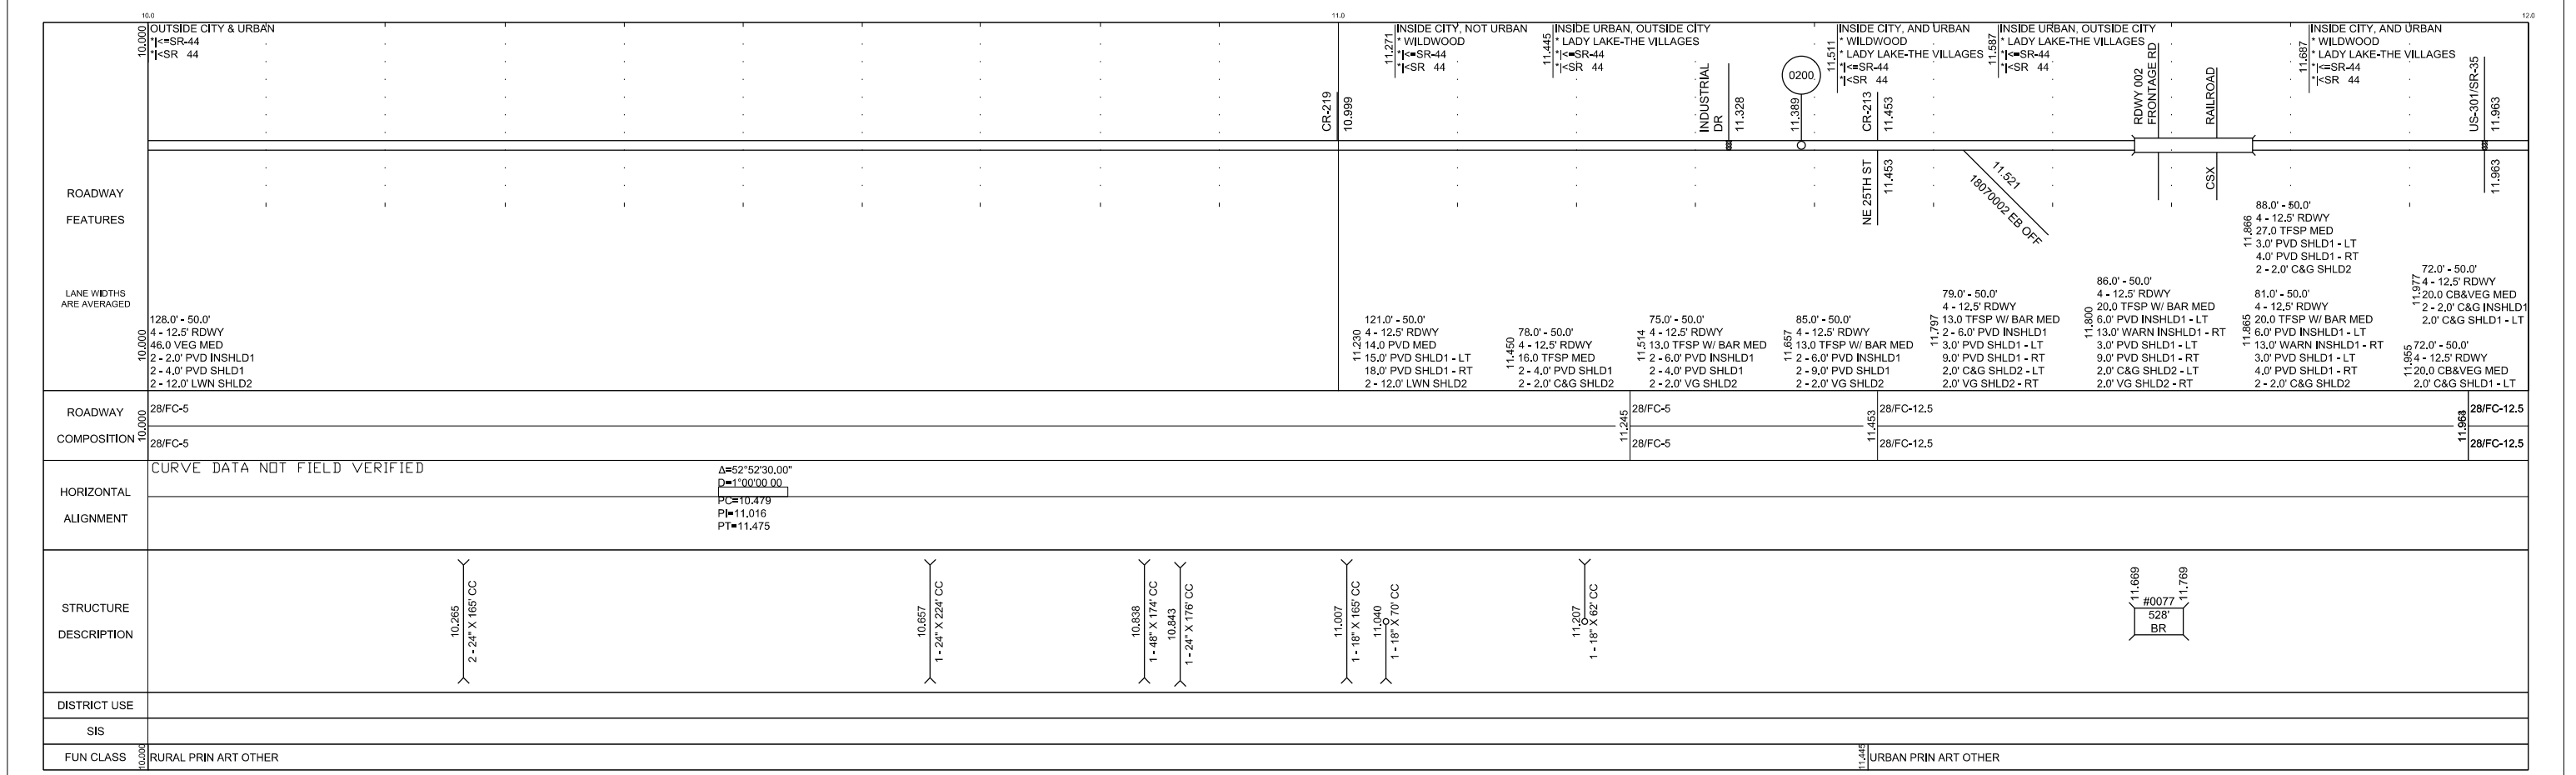 10.0
11.0
12.0
10.000
OUTSIDE CITY & URBAN
*|<=SR-44
*|<SR 44
11.271
INSIDE CITY, NOT URBAN
* WILDWOOD
*|<=SR-44
*|<SR 44
11.445
INSIDE URBAN, OUTSIDE CITY
* LADY LAKE-THE VILLAGES
*|<=SR-44
*|<SR 44
11.511
INSIDE CITY, AND URBAN
* WILDWOOD
* LADY LAKE-THE VILLAGES
*|<=SR-44
*|<SR 44
11.587
INSIDE URBAN, OUTSIDE CITY
* LADY LAKE-THE VILLAGES
*|<=SR-44
*|<SR 44
11.687
INSIDE CITY, AND URBAN
* WILDWOOD
* LADY LAKE-THE VILLAGES
*|<=SR-44
*|<SR 44
CR-219
10.999
INDUSTRIAL
DR
11.328
0200
11.389
CR-213
11.453
RDWY 002
FRONTAGE RD
RAILROAD
US-301/SR-35
11.963
ROADWAY
FEATURES
NE 25TH ST
11.453
11.521
18070002 EB OFF
CSX
11.963
LANE WIDTHS
ARE AVERAGED
10.000
128.0' - 50.0'
4 - 12.5' RDWY
46.0 VEG MED
2 - 2.0' PVD INSHLD1
2 - 4.0' PVD SHLD1
2 - 12.0' LWN SHLD2
11.230
121.0' - 50.0'
4 - 12.5' RDWY
14.0 PVD MED
15.0' PVD SHLD1 - LT
18.0' PVD SHLD1 - RT
2 - 12.0' LWN SHLD2
11.450
78.0' - 50.0'
4 - 12.5' RDWY
16.0 TFSP MED
2 - 4.0' PVD SHLD1
2 - 2.0' C&G SHLD2
11.514
75.0' - 50.0'
4 - 12.5' RDWY
13.0 TFSP W/ BAR MED
2 - 6.0' PVD INSHLD1
2 - 4.0' PVD SHLD1
2 - 2.0' VG SHLD2
11.657
85.0' - 50.0'
4 - 12.5' RDWY
13.0 TFSP W/ BAR MED
2 - 6.0' PVD INSHLD1
2 - 9.0' PVD SHLD1
2 - 2.0' VG SHLD2
11.797
79.0' - 50.0'
4 - 12.5' RDWY
13.0 TFSP W/ BAR MED
2 - 6.0' PVD INSHLD1
3.0' PVD SHLD1 - LT
9.0' PVD SHLD1 - RT
2.0' C&G SHLD2 - LT
2.0' VG SHLD2 - RT
11.800
86.0' - 50.0'
4 - 12.5' RDWY
20.0 TFSP W/ BAR MED
6.0' PVD INSHLD1 - LT
13.0' WARN INSHLD1 - RT
3.0' PVD SHLD1 - LT
9.0' PVD SHLD1 - RT
2.0' C&G SHLD2 - LT
2.0' VG SHLD2 - RT
11.866
88.0' - 50.0'
4 - 12.5' RDWY
27.0 TFSP MED
3.0' PVD SHLD1 - LT
4.0' PVD SHLD1 - RT
2 - 2.0' C&G SHLD2
11.865
81.0' - 50.0'
4 - 12.5' RDWY
20.0 TFSP W/ BAR MED
6.0' PVD INSHLD1 - LT
13.0' WARN INSHLD1 - RT
3.0' PVD SHLD1 - LT
4.0' PVD SHLD1 - RT
2 - 2.0' C&G SHLD2
11.977
72.0' - 50.0'
4 - 12.5' RDWY
20.0 CB&VEG MED
2 - 2.0' C&G INSHLD1
2.0' C&G SHLD1 - LT
11.955
72.0' - 50.0'
4 - 12.5' RDWY
20.0 CB&VEG MED
2.0' C&G SHLD1 - LT
ROADWAY
COMPOSITION
10.000
28/FC-5
28/FC-5
11.245
28/FC-5
28/FC-5
11.453
28/FC-12.5
28/FC-12.5
28/FC-12.5
28/FC-12.5
HORIZONTAL
ALIGNMENT
CURVE DATA NOT FIELD VERIFIED
Δ=52°52'30.00"
D=1°00'00 00
PC=10.479
PI=11.016
PT=11.475
STRUCTURE
DESCRIPTION
10.265
2 - 24" X 165' CC
10.657
1 - 24" X 224' CC
10.838
1 - 48" X 174' CC
10.843
1 - 24" X 176' CC
11.007
1 - 18" X 165' CC
11.040
1 - 18" X 70' CC
11.207
1 - 18" X 62' CC
11.669
11.769
#0077
528'
BR
DISTRICT USE
SIS
FUN CLASS
10.000
RURAL PRIN ART OTHER
11.445
URBAN PRIN ART OTHER